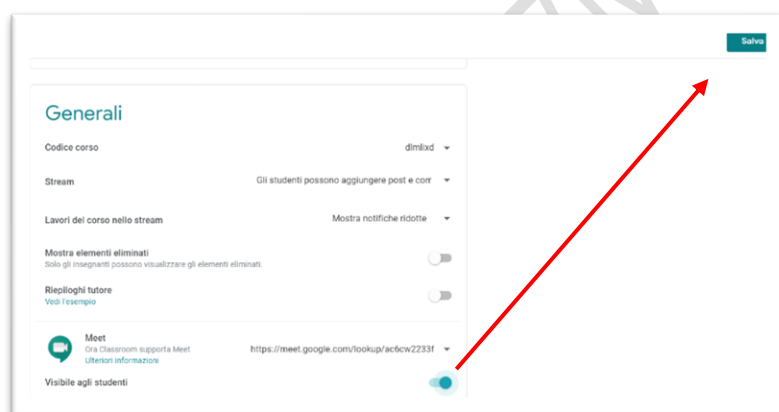 Salva
Generali
Codice corso dlmlixd
Stream Gli studenti possono aggiungere post e com
Lavori del corso nello stream Mostra notifiche ridotte
Mostra elementi eliminati
Solo gli insegnanti possono visualizzare gli elementi eliminati.
Riepiloghi tutore
Vedi l'esempio
Meet
Ora Classroom supporta Meet https://meet.google.com/lookup/ac6cw2233f
Ulteriori informazioni
Visibile agli studenti